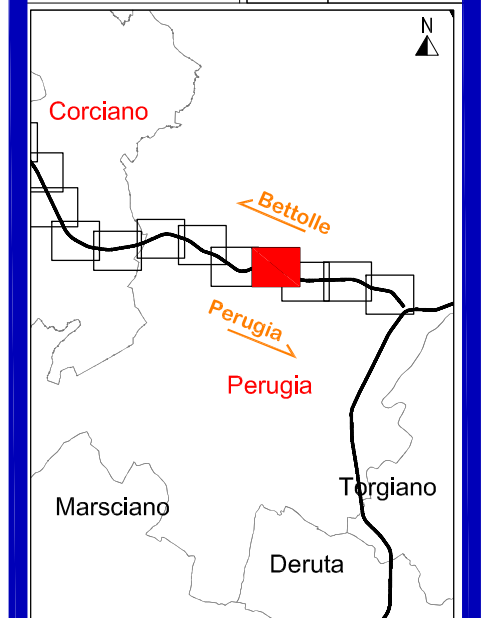 N
Corciano
Bettolle
Perugia
Perugia
Torgiano
Marsciano
Deruta